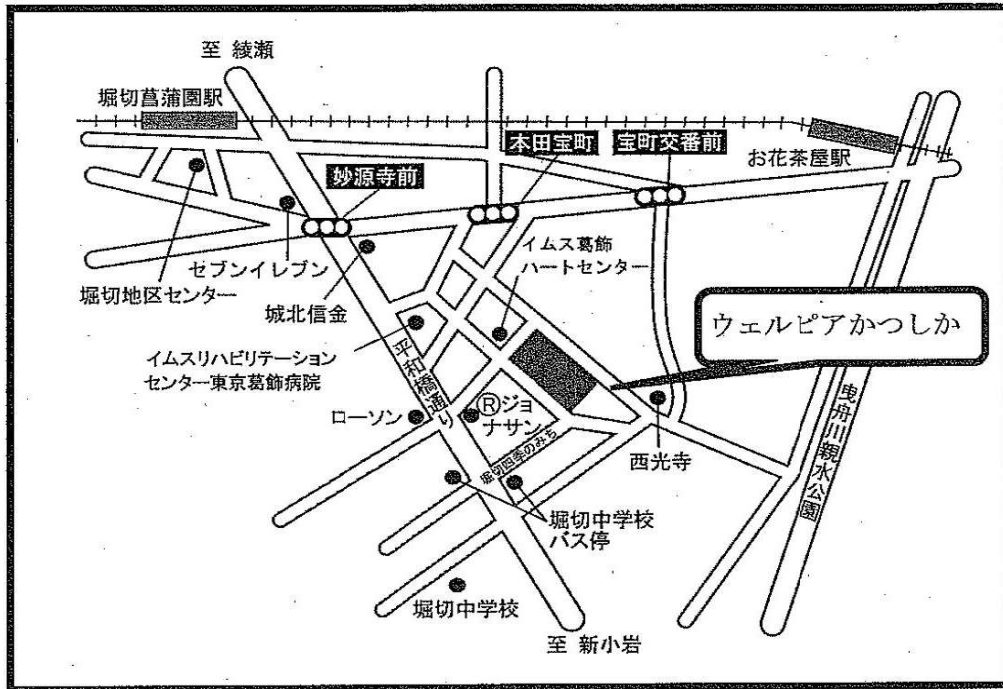 至 綾瀬
堀切菖蒲園駅
本田宝町
宝町交番前
お花茶屋駅
妙源寺前
セブンイレブン
堀切地区センター
城北信金
イムス葛飾
ハートセンター
ウェルピアかつしか
イムスリハビリテーション
センター東京葛飾病院
平和橋通り
ローソン
Ⓡジョ
ナサン
堀切四季のみち
西光寺
曳舟川親水公園
堀切中学校
バス停
堀切中学校
至 新小岩